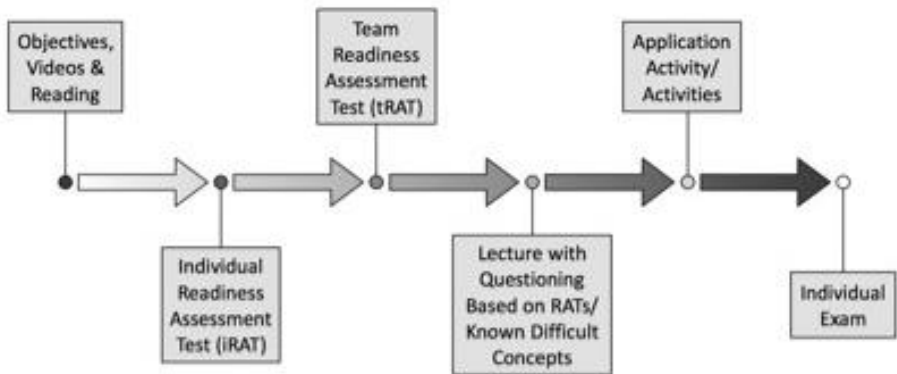 Objectives,
Videos &
Reading
Individual
Readiness
Assessment
Test (iRAT)
Team
Readiness
Assessment
Test (tRAT)
Lecture with
Questioning
Based on RATs/
Known Difficult
Concepts
Application
Activity/
Activities
Individual
Exam